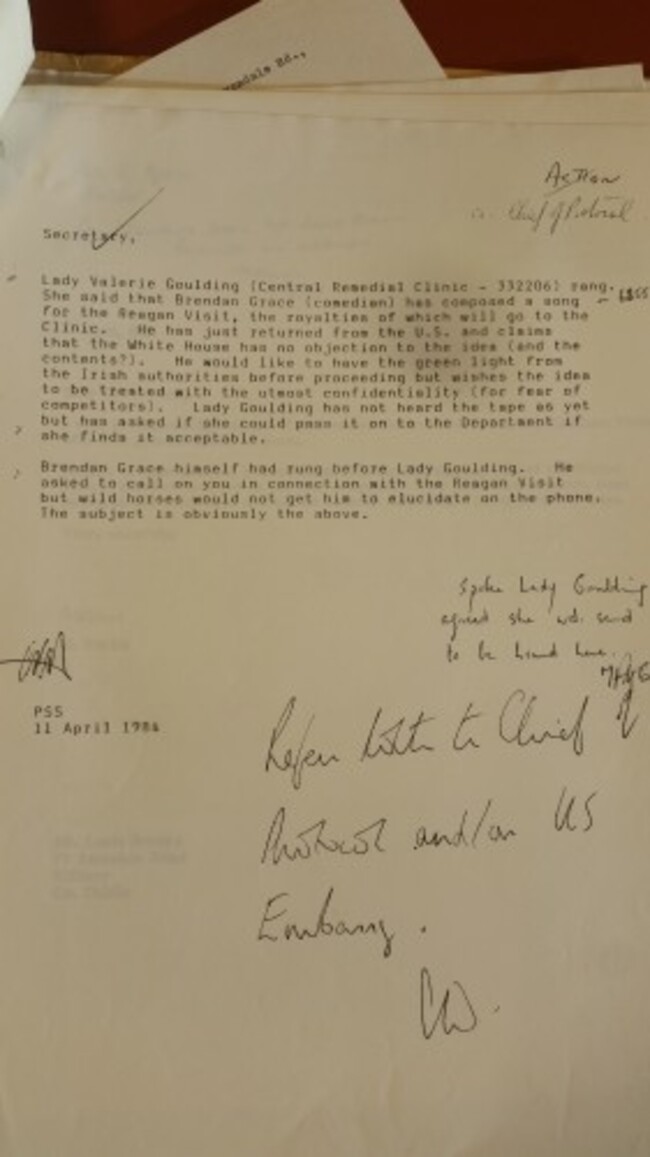 Rd.,
Action
Chief of Protocol
Secretary,
Lady Valerie Goulding (Central Remedial Clinic - 332206) rang.
She said that Brendan Grace (comedian) has composed a song
for the Reagan Visit, the royalties of which will go to the
Clinic. He has just returned from the U.S. and claims
that the White House has no objection to the idea (and the
contents?). He would like to have the green light from
the Irish authorities before proceeding but wishes the idea
to be treated with the utmost confidentiality (for fear of
competitors). Lady Goulding has not heard the tape as yet
but has asked if she could pass it on to the Department if
she finds it acceptable.
Brendan Grace himself had rung before Lady Goulding. He
asked to call on you in connection with the Reagan Visit
but wild horses would not get him to elucidate on the phone.
The subject is obviously the above.
Spoke Lady Goulding
agreed she wd. send
to be heard here.
PSS
11 April 1984
Refer to Chief
Protocol and/or US
Embassy.